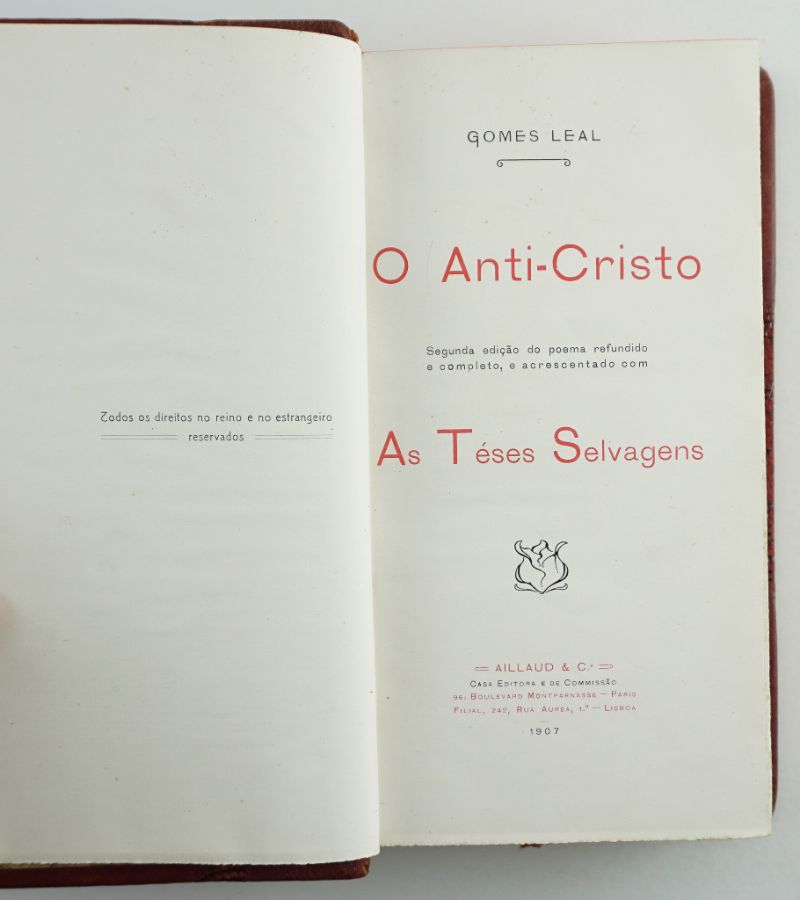 Todos os direitos no reino e no estrangeiro
reservados
GOMES LEAL
O Anti-Cristo
Segunda edição do poema refundido
e completo, e acrescentado com
As Téses Selvagens
AILLAUD & C.ª
Casa Editora e de Commissão
96, Boulevard Montparnasse — Paris
Filial, 242, Rua Aurea, 1.º — Lisboa
1907